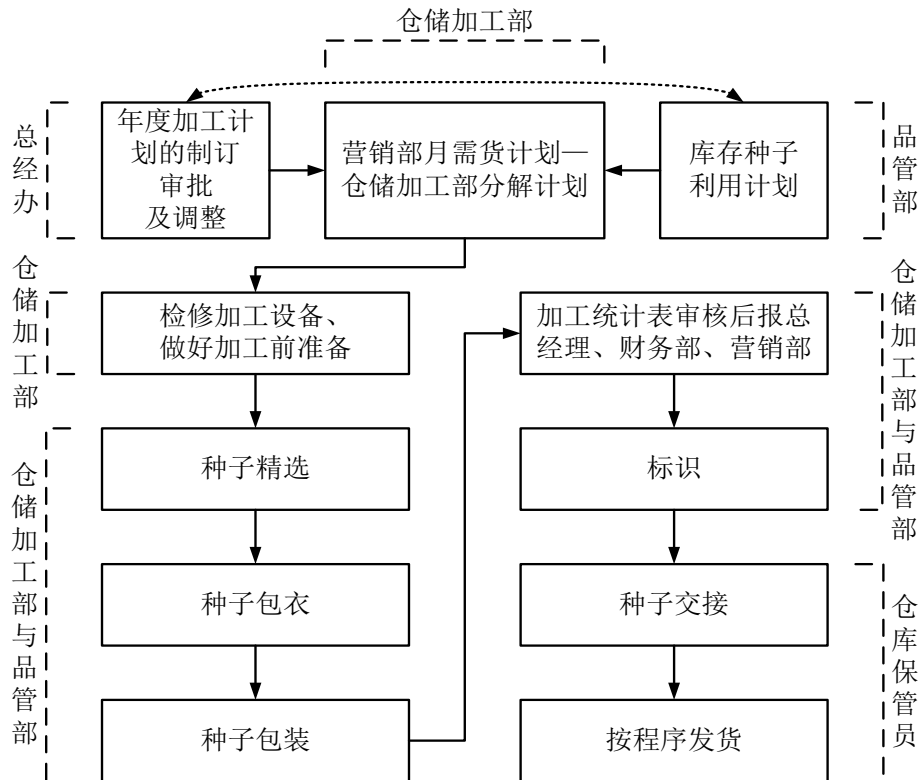 仓储加工部
总经办
年度加工计
划的制订
审批
及调整
营销部月需货计划—
仓储加工部分解计划
库存种子
利用计划
品管部
仓储加工部
检修加工设备、
做好加工前准备
加工统计表审核后报总
经理、财务部、营销部
仓储加工部与品管部
仓储加工部与品管部
种子精选
标识
种子包衣
种子交接
仓库保管员
种子包装
按程序发货